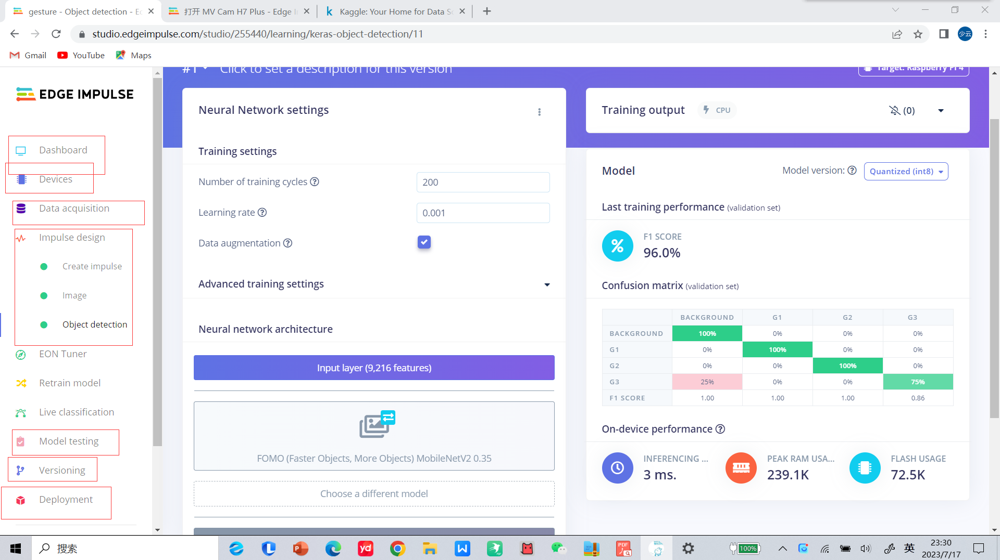 gesture - Object detection - Ed
打开 MV Cam H7 Plus - Edge I
Kaggle: Your Home for Data Sc
studio.edgeimpulse.com/studio/255440/learning/keras-object-detection/11
少云
Gmail
YouTube
Maps
#1
Click to set a description for this version
Target: Raspberry Pi 4
EDGE IMPULSE
Dashboard
Devices
Data acquisition
Impulse design
Create impulse
Image
Object detection
EON Tuner
Retrain model
Live classification
Model testing
Versioning
Deployment
Neural Network settings
Training settings
Number of training cycles ?
200
Learning rate ?
0.001
Data augmentation ?
Advanced training settings
Neural network architecture
Input layer (9,216 features)
FOMO (Faster Objects, More Objects) MobileNetV2 0.35
Choose a different model
Training output
CPU
(0)
Model
Model version: ?
Quantized (int8)
Last training performance (validation set)
%
F1 SCORE
96.0%
Confusion matrix (validation set)
BACKGROUND G1 G2 G3
BACKGROUND 100% 0% 0% 0%
G1 0% 100% 0% 0%
G2 0% 0% 100% 0%
G3 25% 0% 0% 75%
F1 SCORE 1.00 1.00 1.00 0.86
On-device performance ?
INFERENCING ...
3 ms.
PEAK RAM USA...
239.1K
FLASH USAGE
72.5K
搜索
yd
PDF
100%
英
23:30
2023/7/17